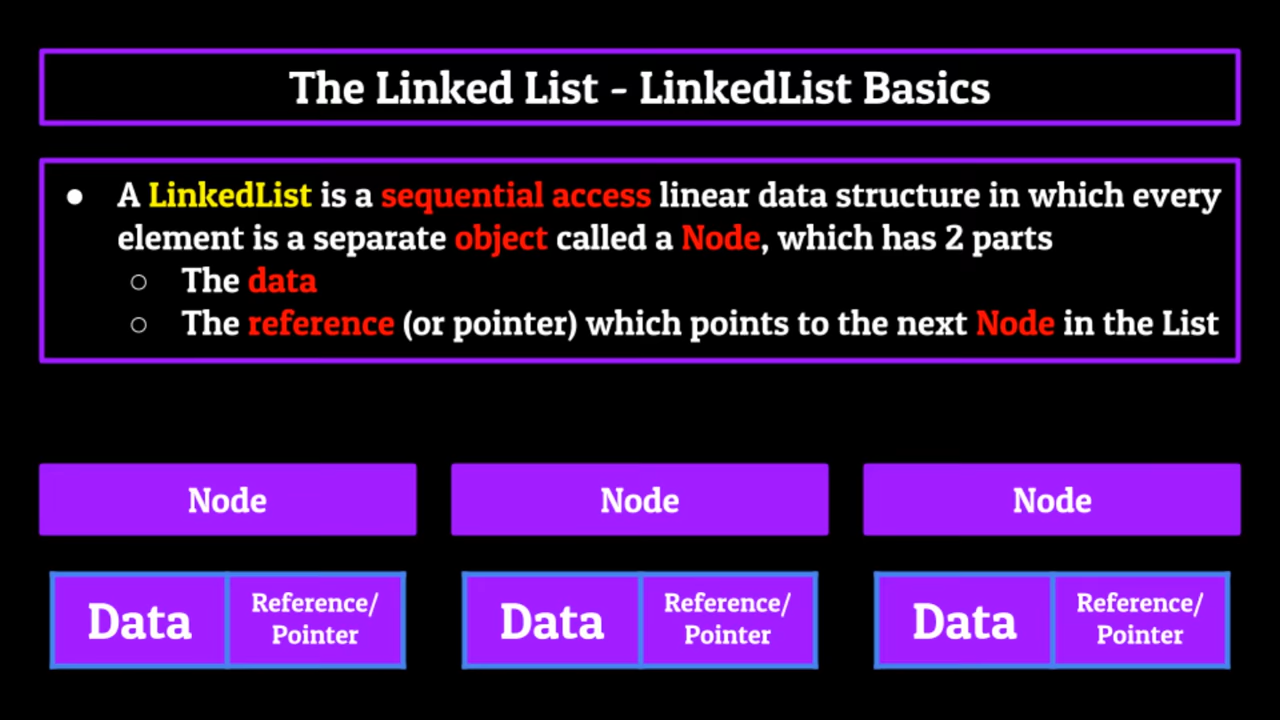 The Linked List - LinkedList Basics
● A LinkedList is a sequential access linear data structure in which every
element is a separate object called a Node, which has 2 parts
○ The data
○ The reference (or pointer) which points to the next Node in the List
Node Node Node
Data Reference/ Data Reference/ Data Reference/
Pointer Pointer Pointer